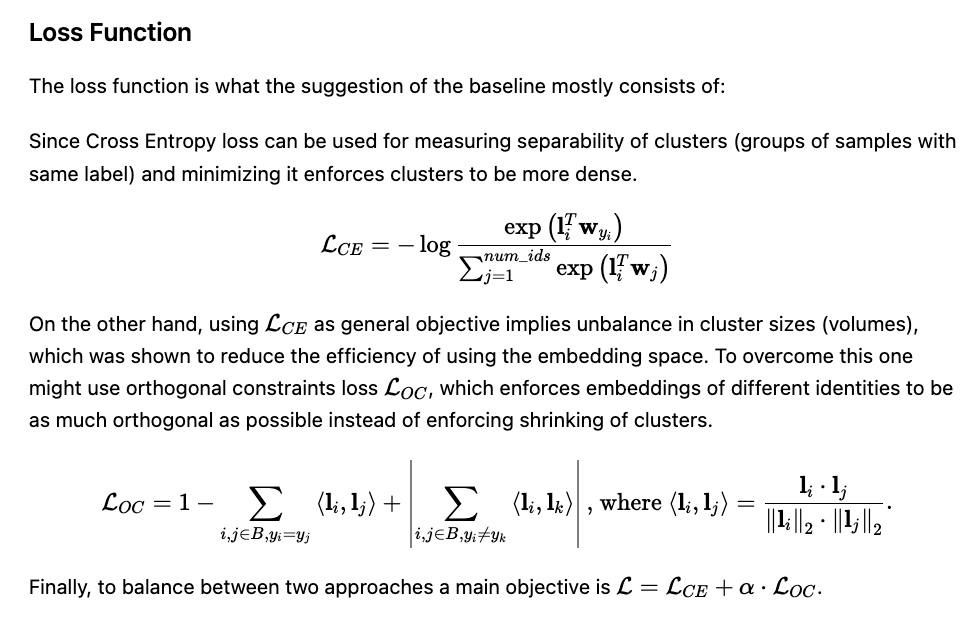 Loss Function
The loss function is what the suggestion of the baseline mostly consists of:
Since Cross Entropy loss can be used for measuring separability of clusters (groups of samples with
same label) and minimizing it enforces clusters to be more dense.
$\mathcal{L}_{CE} = -\log \frac{\exp\left(\mathbf{l}_i^T \mathbf{w}_{y_i}\right)}{\sum_{j=1}^{num\_ids} \exp\left(\mathbf{l}_i^T \mathbf{w}_j\right)}$
On the other hand, using $\mathcal{L}_{CE}$ as general objective implies unbalance in cluster sizes (volumes),
which was shown to reduce the efficiency of using the embedding space. To overcome this one
might use orthogonal constraints loss $\mathcal{L}_{OC}$, which enforces embeddings of different identities to be
as much orthogonal as possible instead of enforcing shrinking of clusters.
$\mathcal{L}_{OC} = 1 - \sum_{i,j \in B, y_i = y_j} \langle \mathbf{l}_i, \mathbf{l}_j \rangle + \left| \sum_{i,j \in B, y_i \neq y_k} \langle \mathbf{l}_i, \mathbf{l}_k \rangle \right|, \text{where } \langle \mathbf{l}_i, \mathbf{l}_j \rangle = \frac{\mathbf{l}_i \cdot \mathbf{l}_j}{\|\mathbf{l}_i\|_2 \cdot \|\mathbf{l}_j\|_2}.$
Finally, to balance between two approaches a main objective is $\mathcal{L} = \mathcal{L}_{CE} + \alpha \cdot \mathcal{L}_{OC}$.